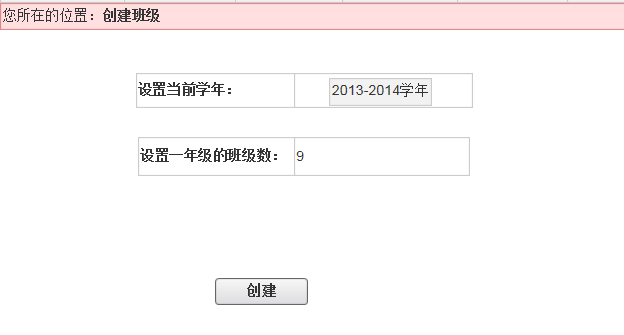 您所在的位置：创建班级
设置当前学年： 2013-2014学年
设置一年级的班级数： 9
创建